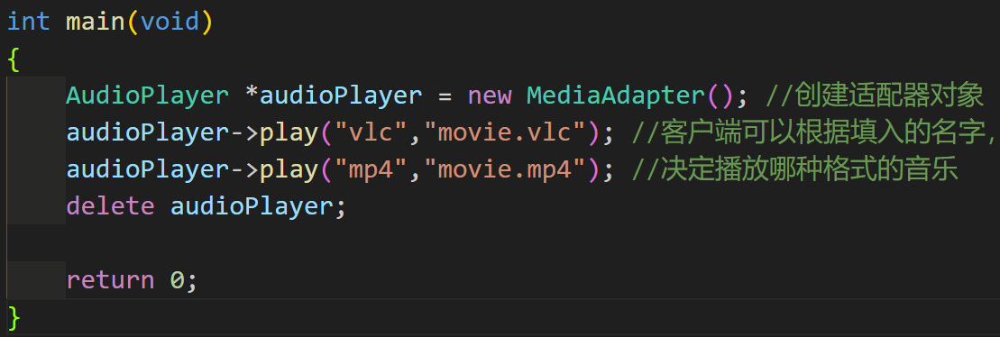 int main(void)
{
    AudioPlayer *audioPlayer = new MediaAdapter(); //创建适配器对象
    audioPlayer->play("vlc","movie.vlc"); //客户端可以根据填入的名字,
    audioPlayer->play("mp4","movie.mp4"); //决定播放哪种格式的音乐
    delete audioPlayer;
    return 0;
}